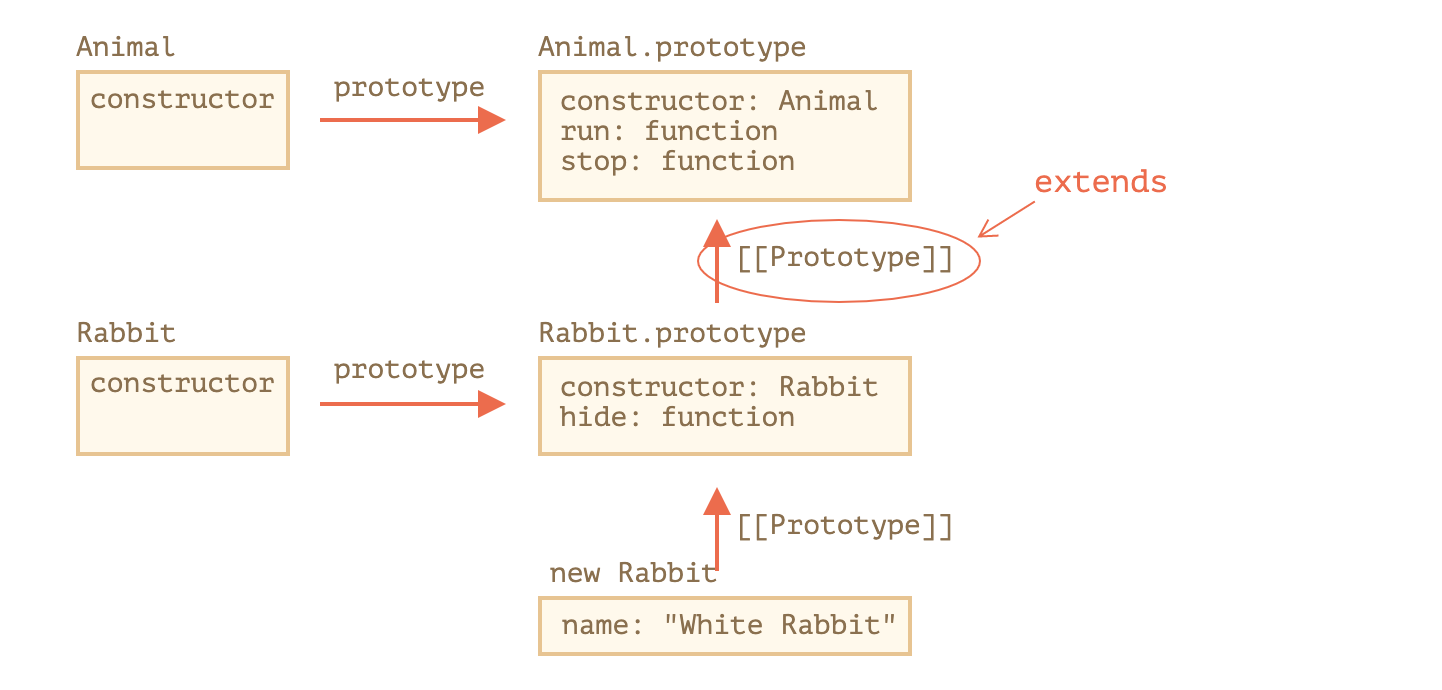 Animal
constructor
prototype
Animal.prototype
constructor: Animal
run: function
stop: function
extends
[[Prototype]]
Rabbit
constructor
prototype
Rabbit.prototype
constructor: Rabbit
hide: function
[[Prototype]]
new Rabbit
name: "White Rabbit"